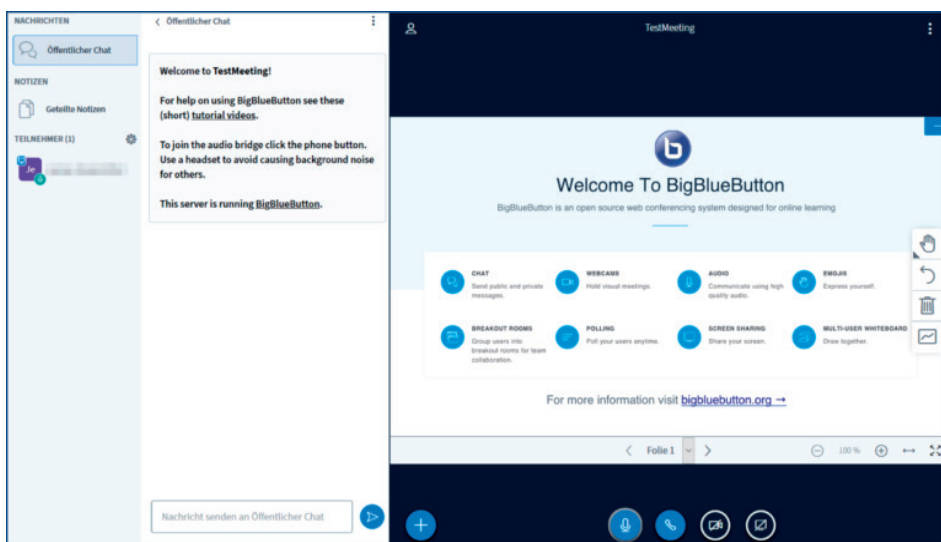 NACHRICHTEN
Öffentlicher Chat
NOTIZEN
Geteilte Notizen
TEILNEHMER (1)
Je
Öffentlicher Chat
Welcome to TestMeeting!
For help on using BigBlueButton see these
(short) tutorial videos.
To join the audio bridge click the phone button.
Use a headset to avoid causing background noise
for others.
This server is running BigBlueButton.
Nachricht senden an Öffentlicher Chat
TestMeeting
b
Welcome To BigBlueButton
BigBlueButton is an open source web conferencing system designed for online learning
CHAT
Send public and private
messages.
WEBCAMS
Hold visual meetings.
AUDIO
Communicate using high
quality audio.
EMOJIS
Express yourself.
BREAKOUT ROOMS
Group users into
breakout rooms for team
collaboration.
POLLING
Poll your users anytime.
SCREEN SHARING
Share your screen.
MULTI-USER WHITEBOARD
Draw together.
For more information visit bigbluebutton.org →
Folie 1
100 %